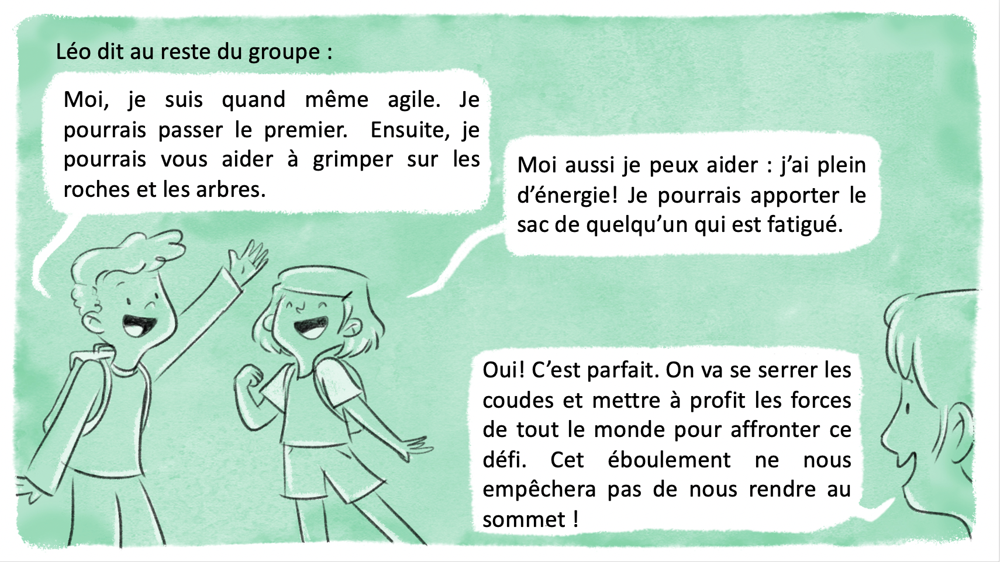 Léo dit au reste du groupe :
Moi, je suis quand même agile. Je
pourrais passer le premier. Ensuite, je
pourrais vous aider à grimper sur les
roches et les arbres.
Moi aussi je peux aider : j’ai plein
d’énergie! Je pourrais apporter le
sac de quelqu’un qui est fatigué.
Oui! C’est parfait. On va se serrer les
coudes et mettre à profit les forces
de tout le monde pour affronter ce
défi. Cet éboulement ne nous
empêchera pas de nous rendre au
sommet !